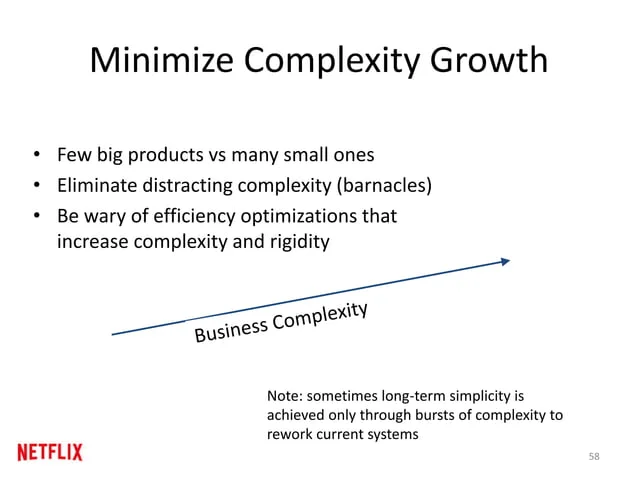 Minimize Complexity Growth
• Few big products vs many small ones
• Eliminate distracting complexity (barnacles)
• Be wary of efficiency optimizations that
increase complexity and rigidity
Business Complexity
Note: sometimes long-term simplicity is
achieved only through bursts of complexity to
rework current systems
NETFLIX
58